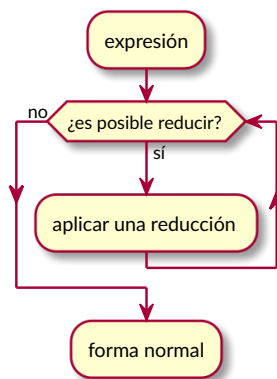 expresión
no
¿es posible reducir?
sí
aplicar una reducción
forma normal